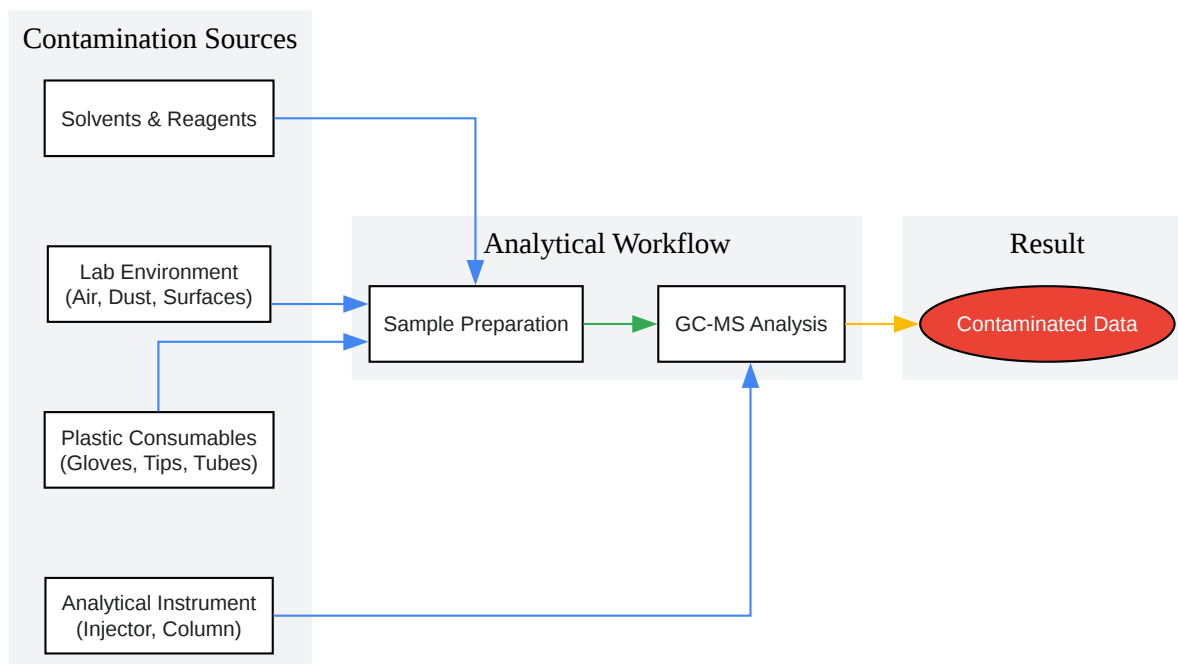 Contamination Sources
Solvents & Reagents
Lab Environment
(Air, Dust, Surfaces)
Plastic Consumables
(Gloves, Tips, Tubes)
Analytical Instrument
(Injector, Column)
Analytical Workflow
Sample Preparation
GC-MS Analysis
Result
Contaminated Data